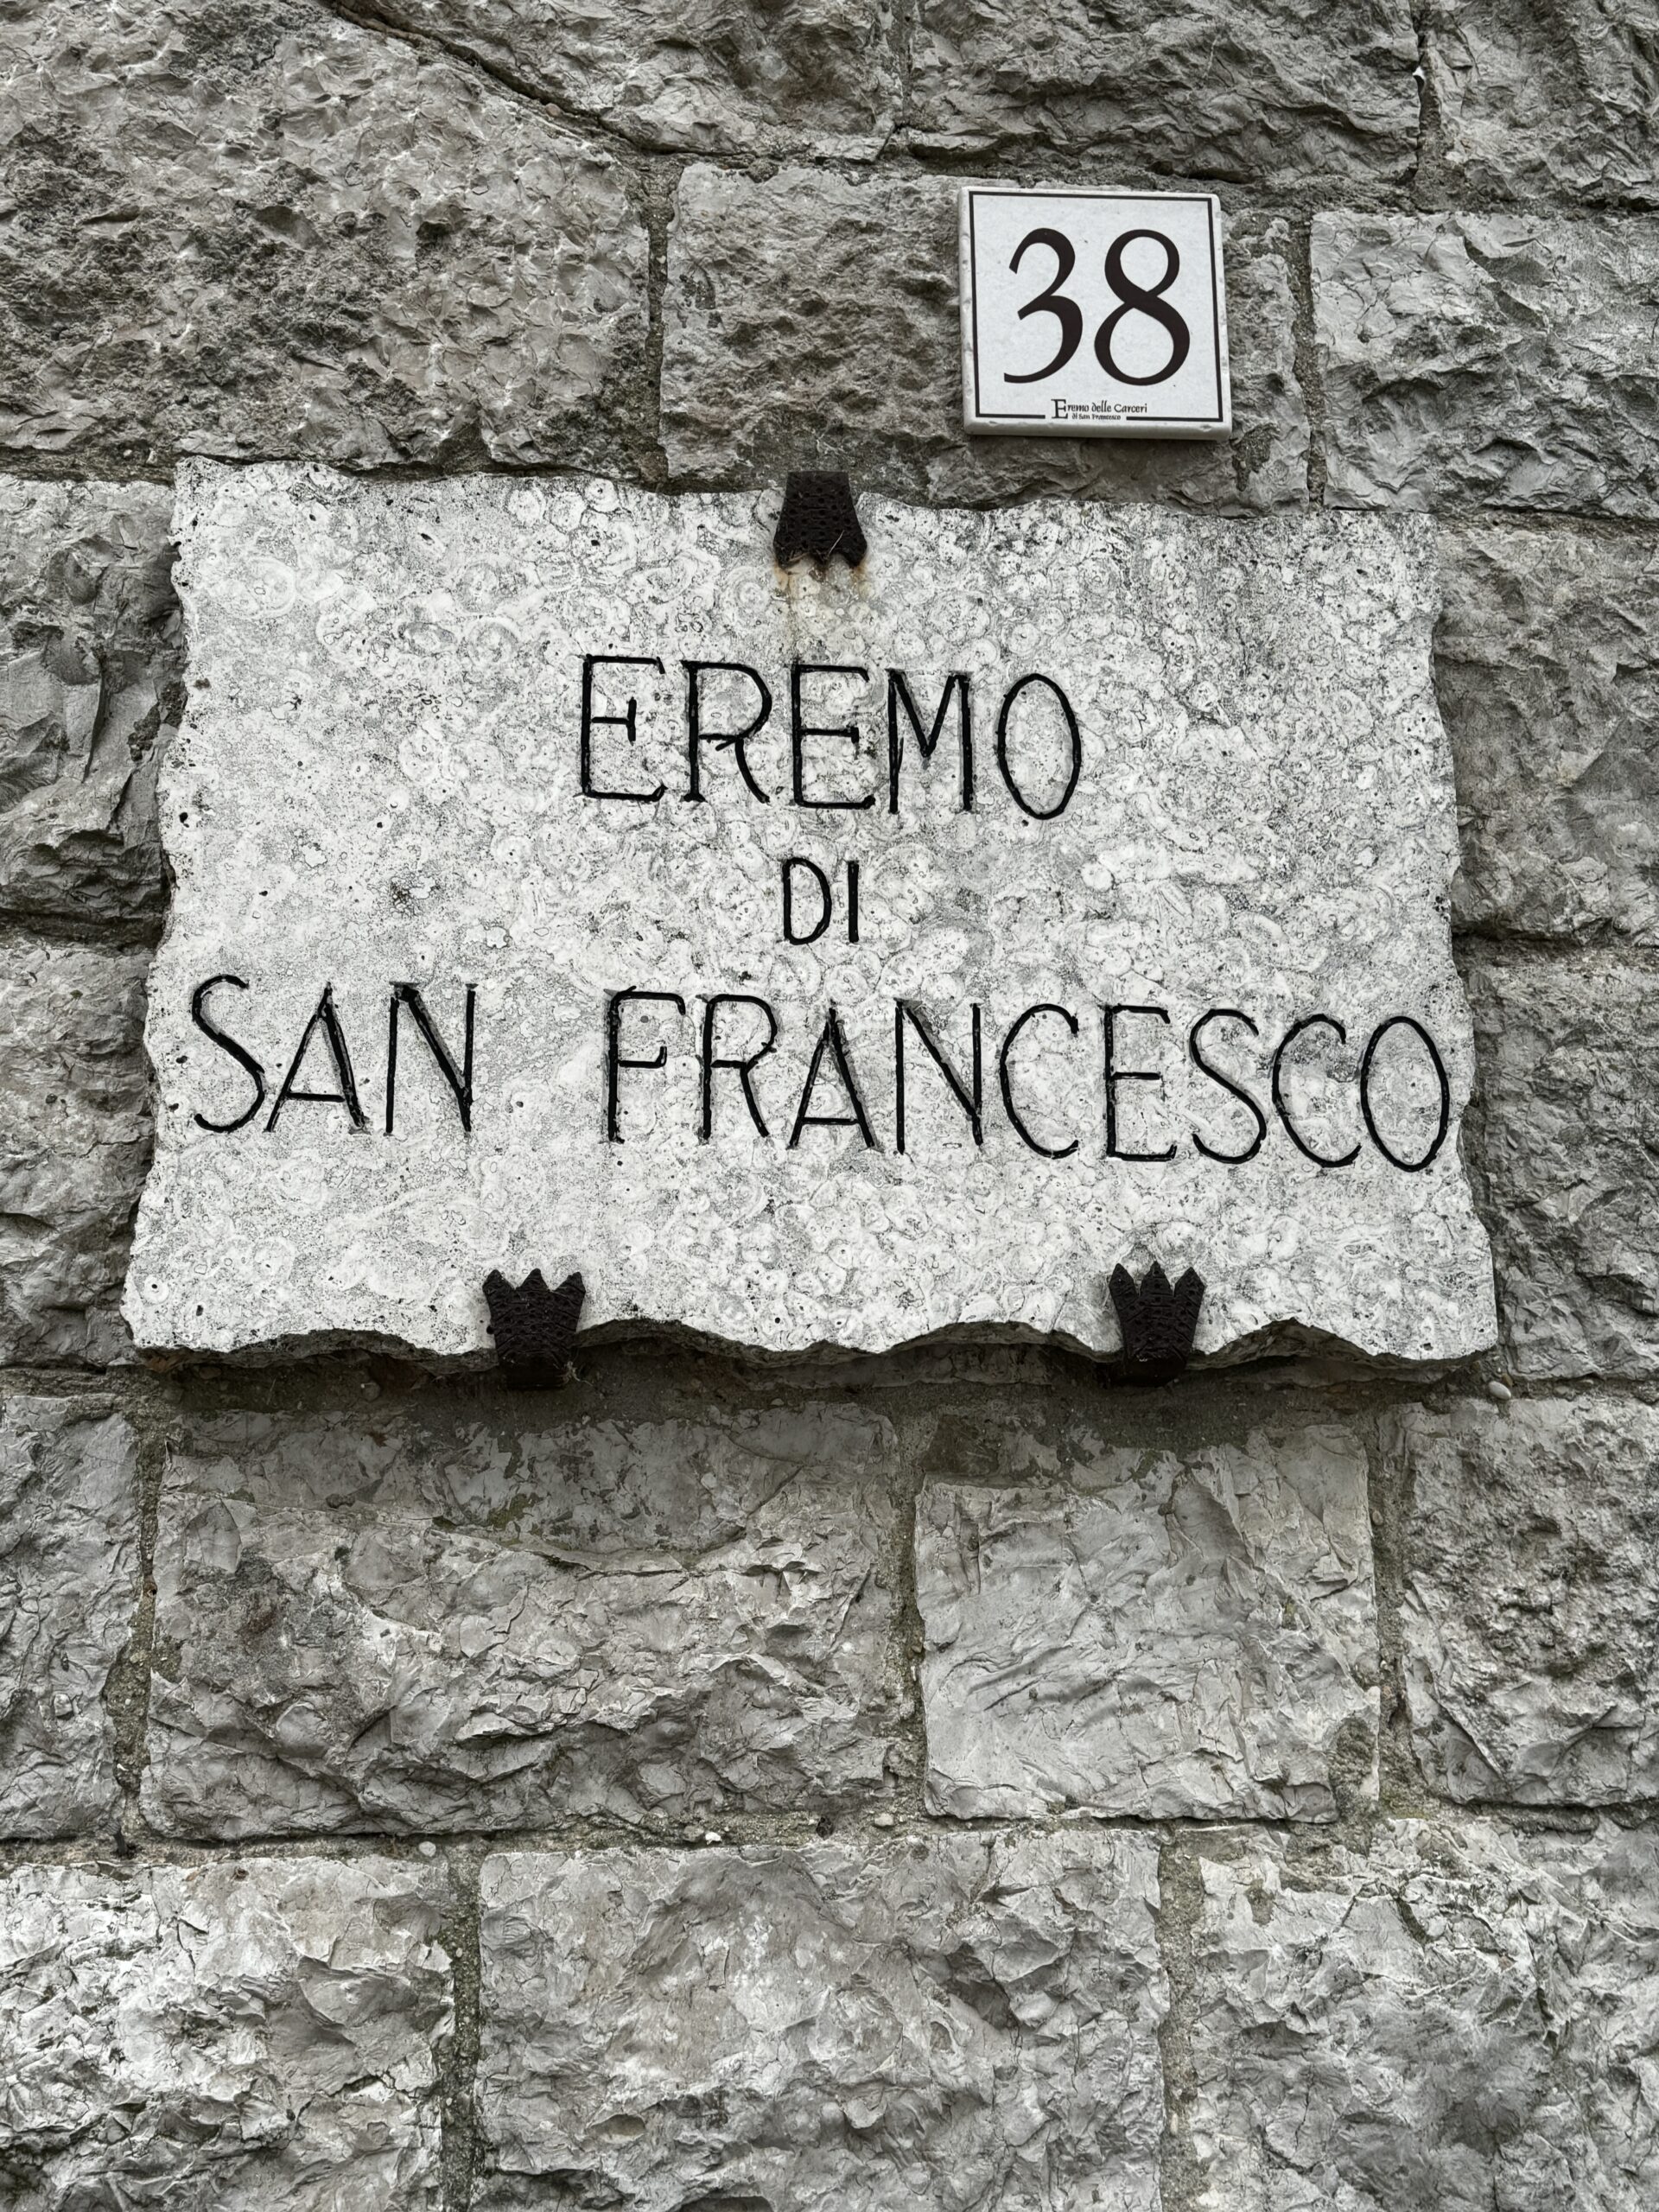 38
Eremo delle Carceri
di San Francesco
EREMO
DI
SAN FRANCESCO